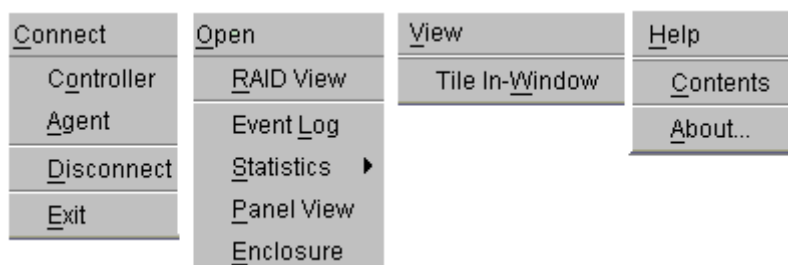 Connect
Controller
Agent
Disconnect
Exit
Open
RAID View
Event Log
Statistics
Panel View
Enclosure
View
Tile In-Window
Help
Contents
About...